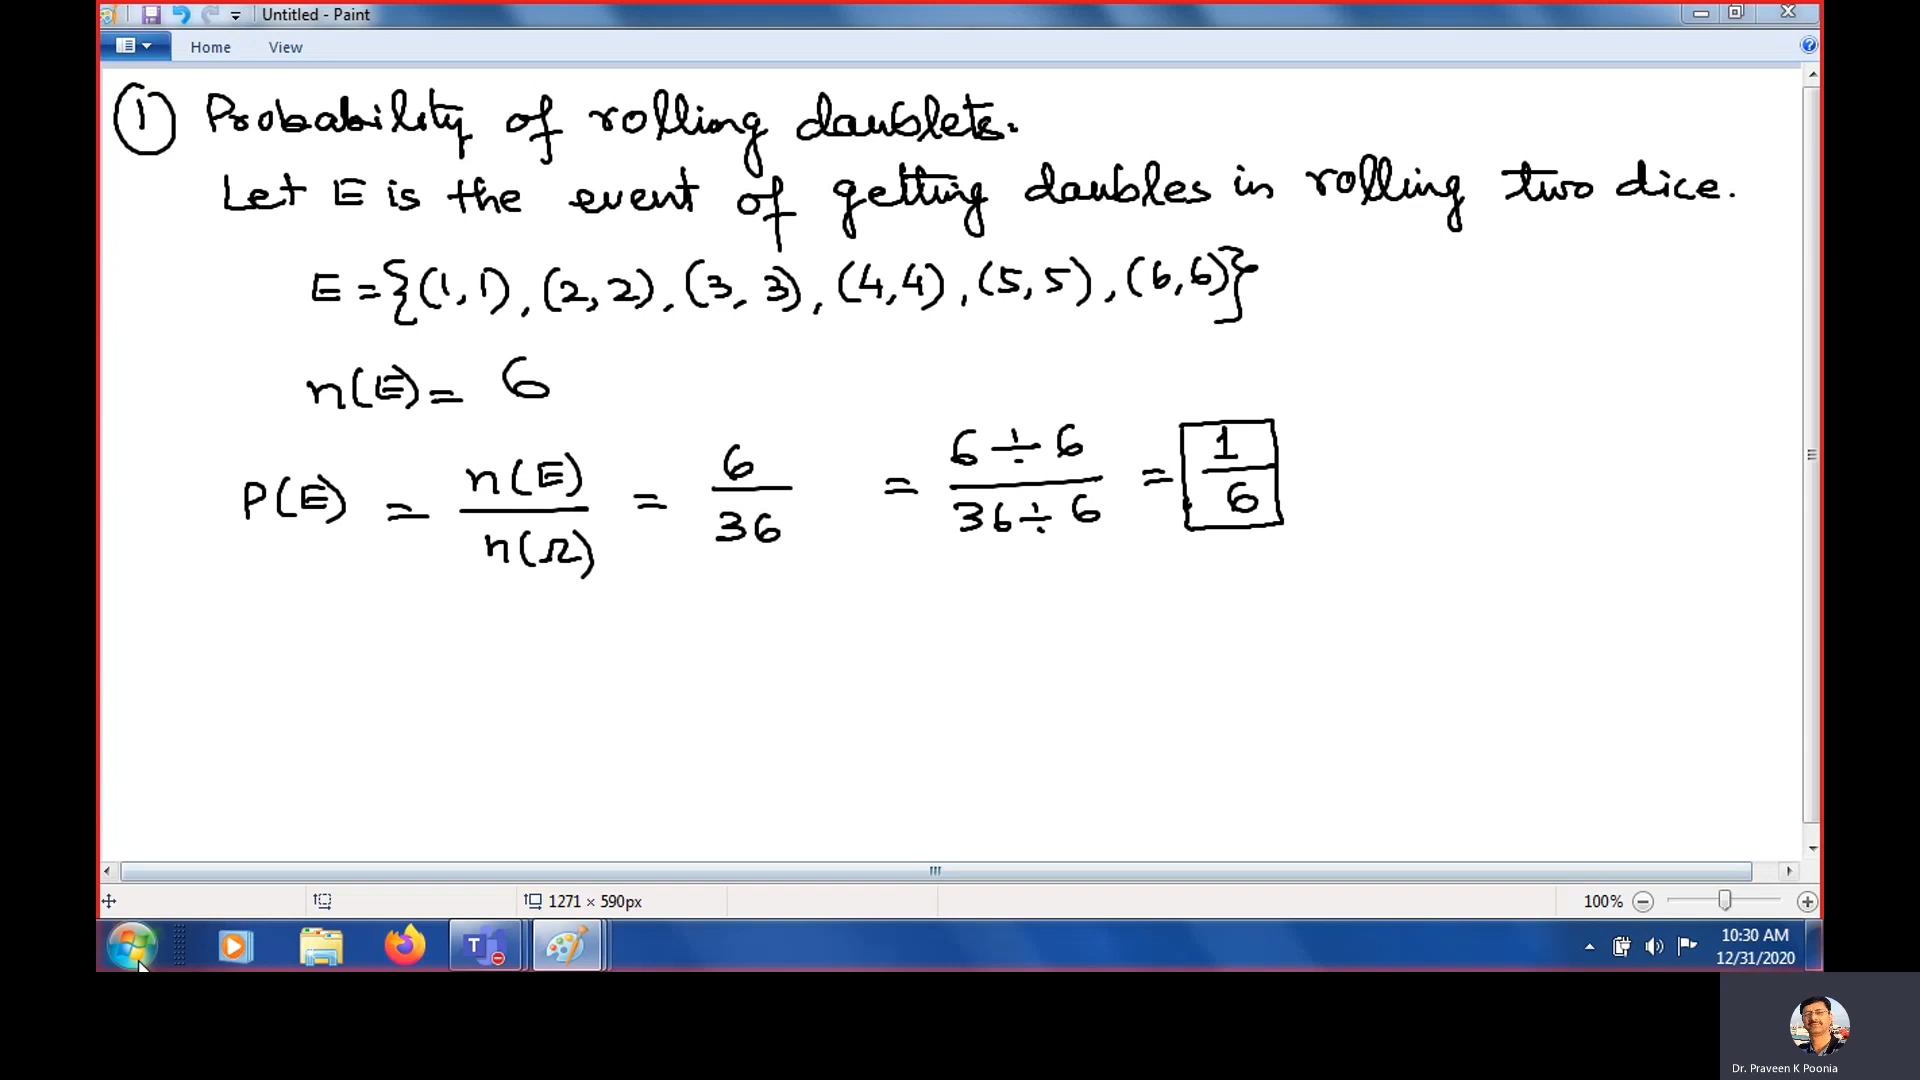 Untitled - Paint
Home View
① Probability of rolling daublets.
Let E is the event of getting daubles in rolling two dice.
E = {(1,1), (2,2), (3,3), (4,4), (5,5), (6,6)}
n(E) = 6
P(E) = n(E)/n(Ω) = 6/36 = 6÷6/36÷6 = 1/6
1271 × 590px
100%
T
10:30 AM
12/31/2020
Dr. Praveen K Poonia